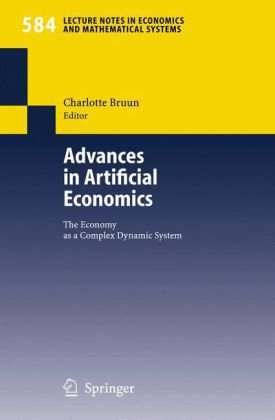 584
LECTURE NOTES IN ECONOMICS
AND MATHEMATICAL SYSTEMS
Charlotte Bruun
Editor
Advances
in Artificial
Economics
The Economy
as a Complex Dynamic System
Springer